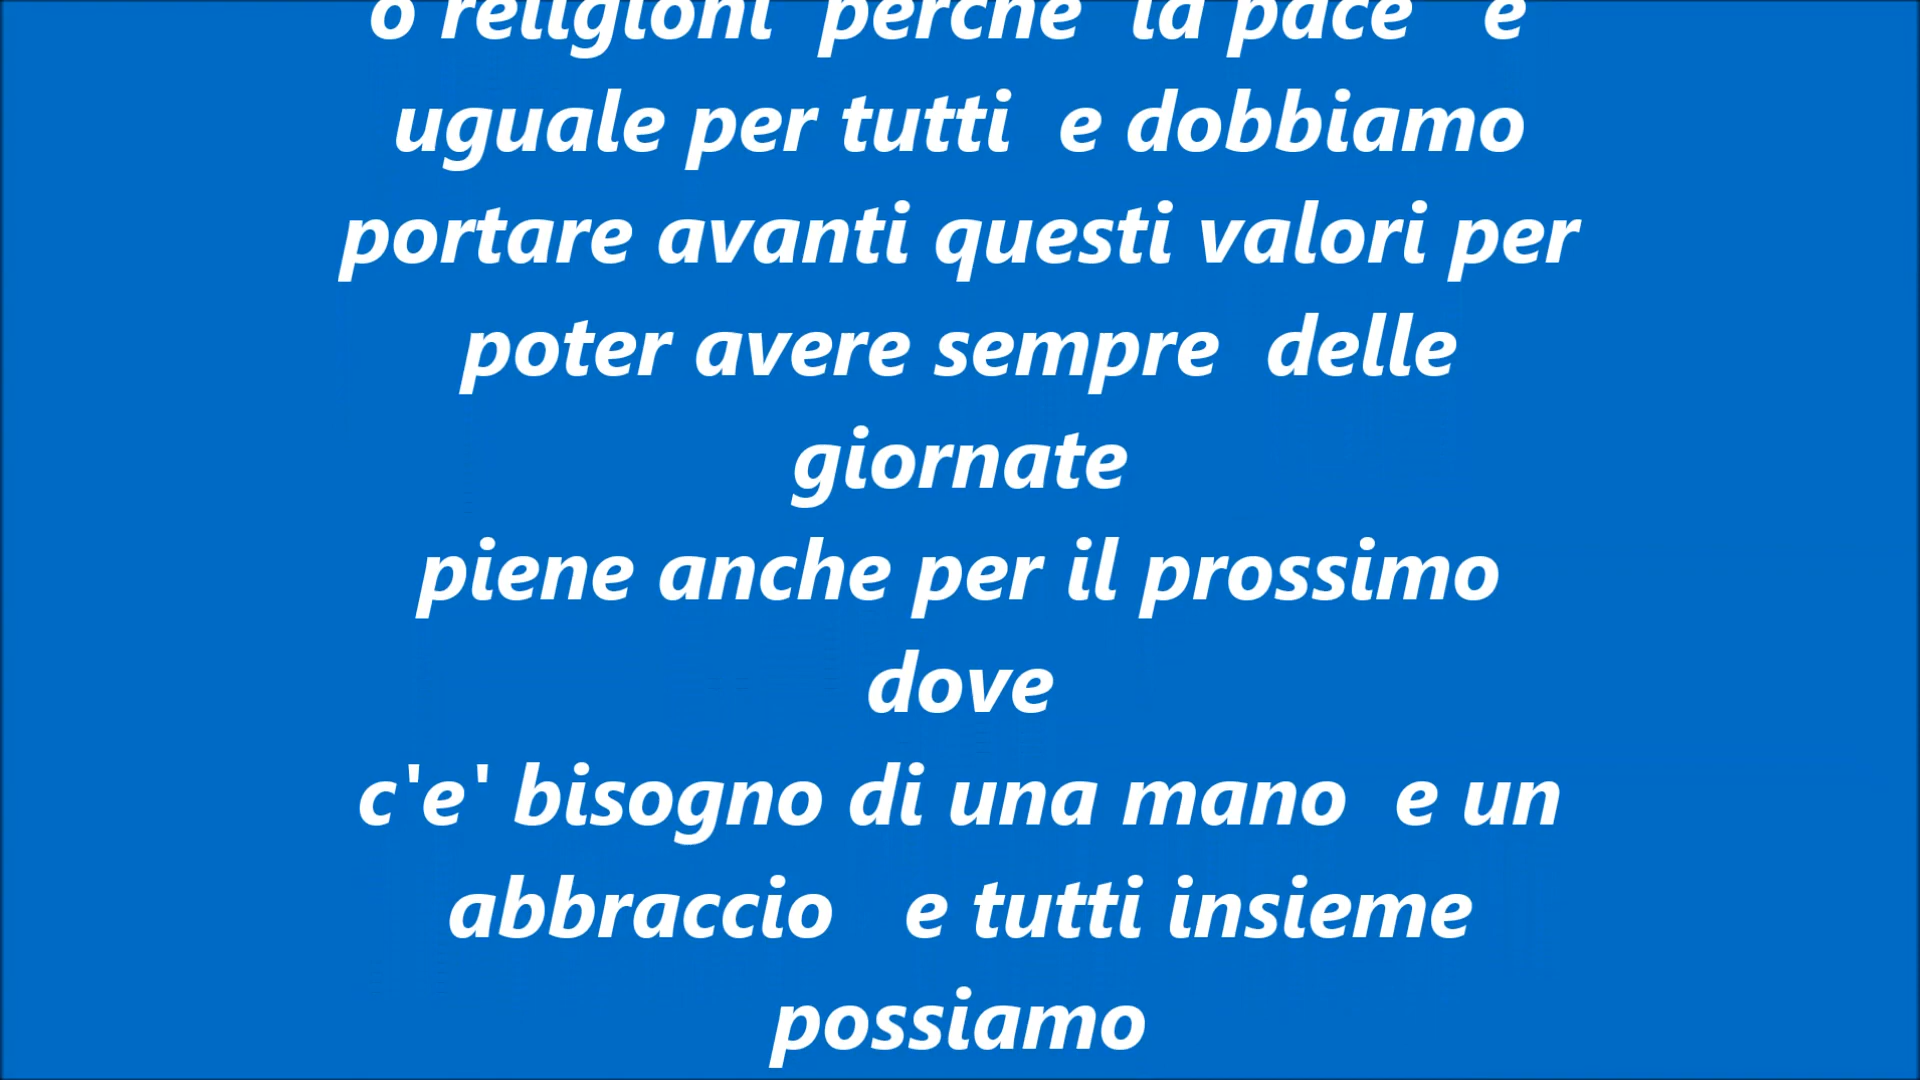 o religioni perche la pace e
uguale per tutti e dobbiamo
portare avanti questi valori per
poter avere sempre delle
giornate
piene anche per il prossimo
dove
c'e' bisogno di una mano e un
abbraccio e tutti insieme
possiamo